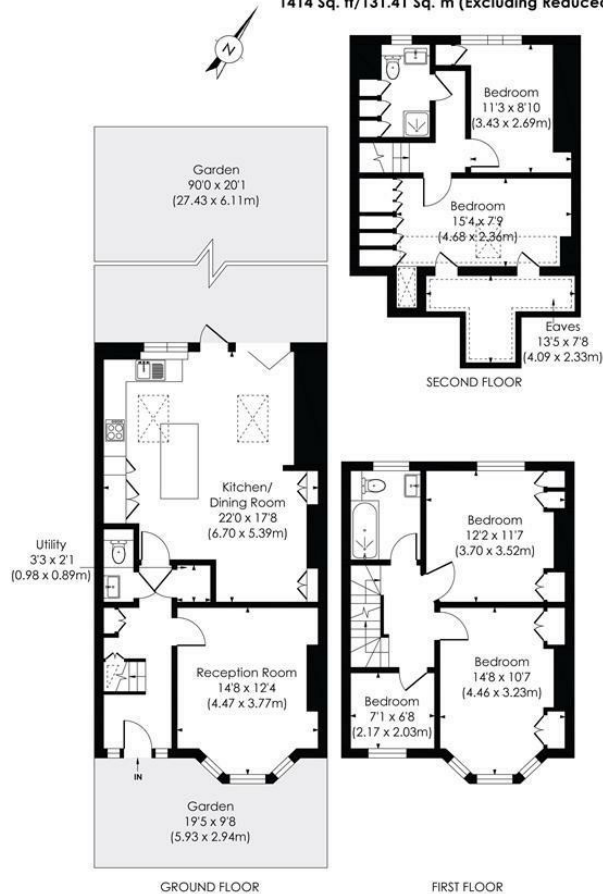 1414 Sq. ft/131.41 Sq. m (Excluding Reduced
N
Garden
90'0 x 20'1
(27.43 x 6.11m)
Bedroom
11'3 x 8'10
(3.43 x 2.69m)
Bedroom
15'4 x 7'9
(4.68 x 2.36m)
Eaves
13'5 x 7'8
(4.09 x 2.33m)
SECOND FLOOR
Kitchen/
Dining Room
22'0 x 17'8
(6.70 x 5.39m)
Utility
3'3 x 2'1
(0.98 x 0.89m)
Reception Room
14'8 x 12'4
(4.47 x 3.77m)
IN
Garden
19'5 x 9'8
(5.93 x 2.94m)
GROUND FLOOR
Bedroom
12'2 x 11'7
(3.70 x 3.52m)
Bedroom
14'8 x 10'7
(4.46 x 3.23m)
Bedroom
7'1 x 6'8
(2.17 x 2.03m)
FIRST FLOOR